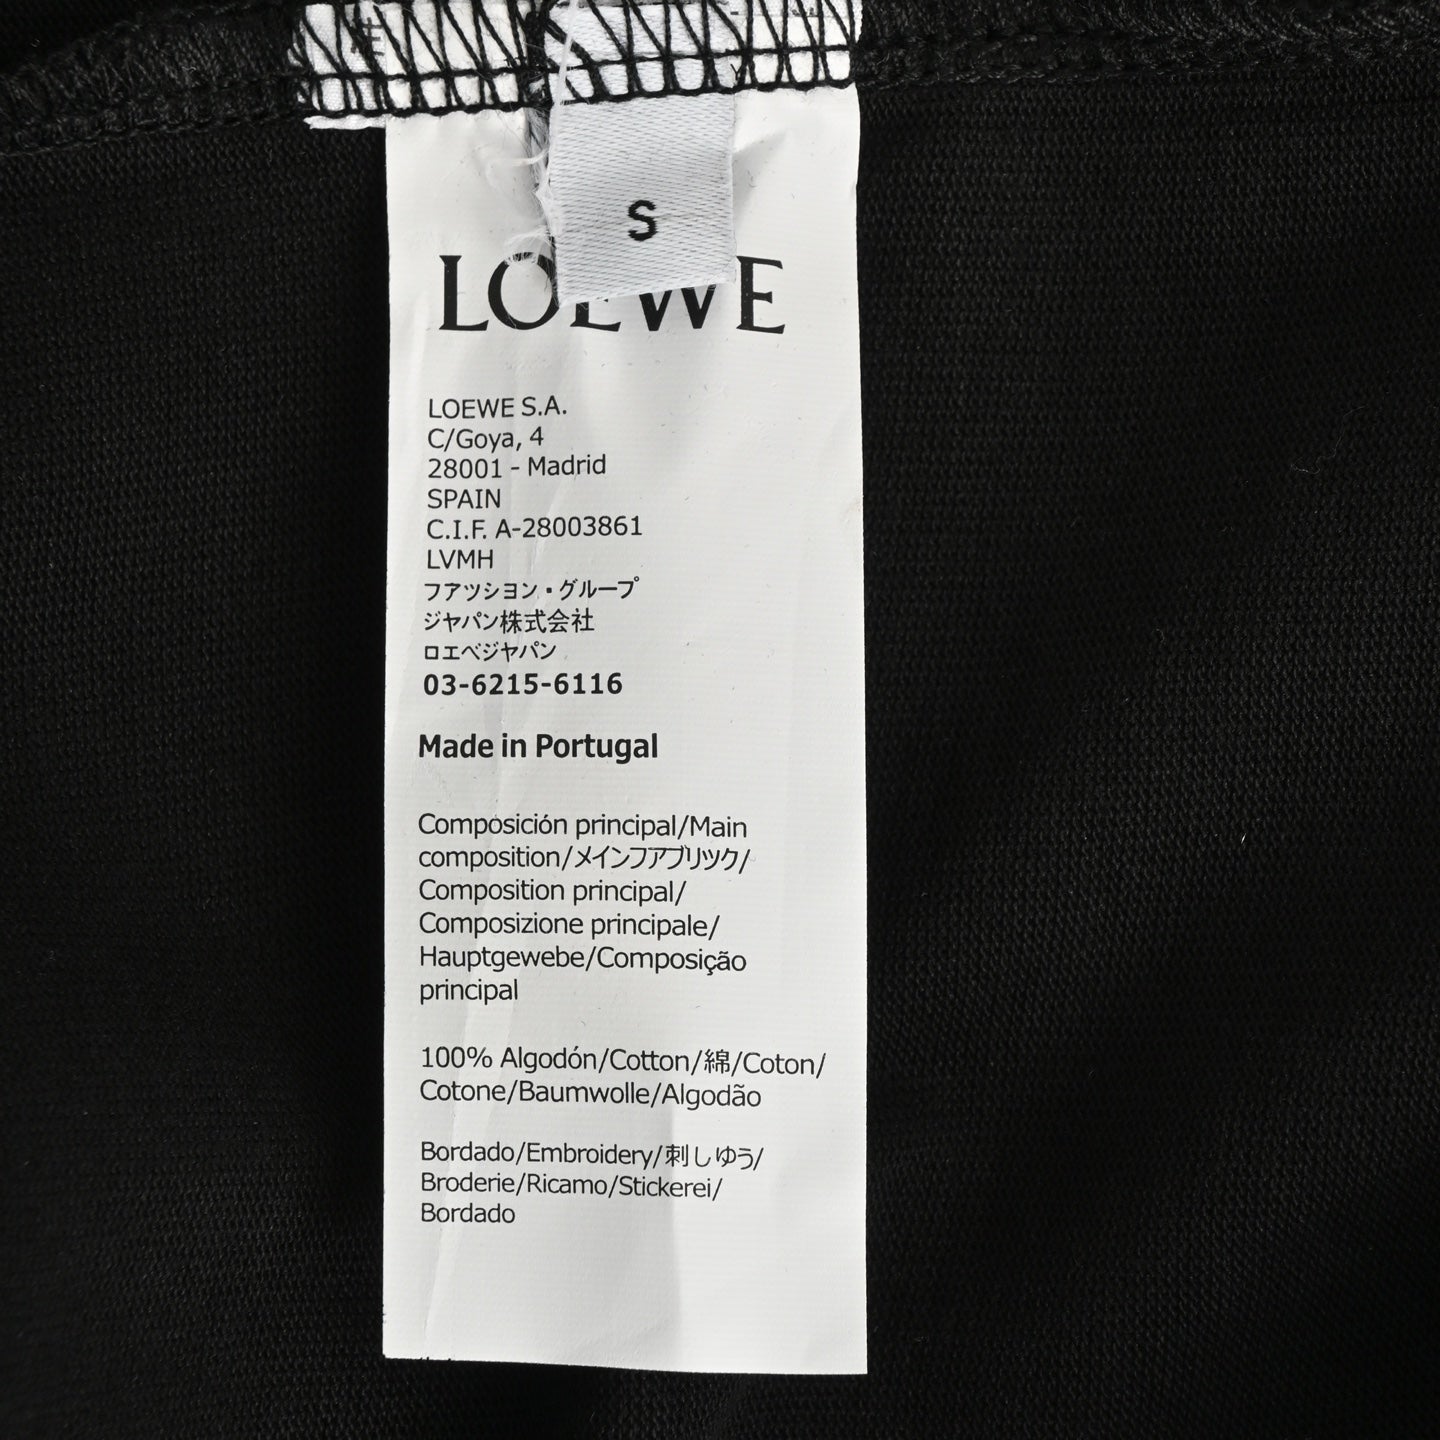 S
LOEWE
LOEWE S.A.
C/Goya, 4
28001 - Madrid
SPAIN
C.I.F. A-28003861
LVMH
ファッション・グループ
ジャパン株式会社
ロエベジャパン
03-6215-6116
Made in Portugal
Composición principal/Main
composition/メインファブリック/
Composition principal/
Composizione principale/
Hauptgewebe/Composição
principal
100% Algodón/Cotton/綿/Coton/
Cotone/Baumwolle/Algodão
Bordado/Embroidery/刺しゆう/
Broderie/Ricamo/Stickerei/
Bordado